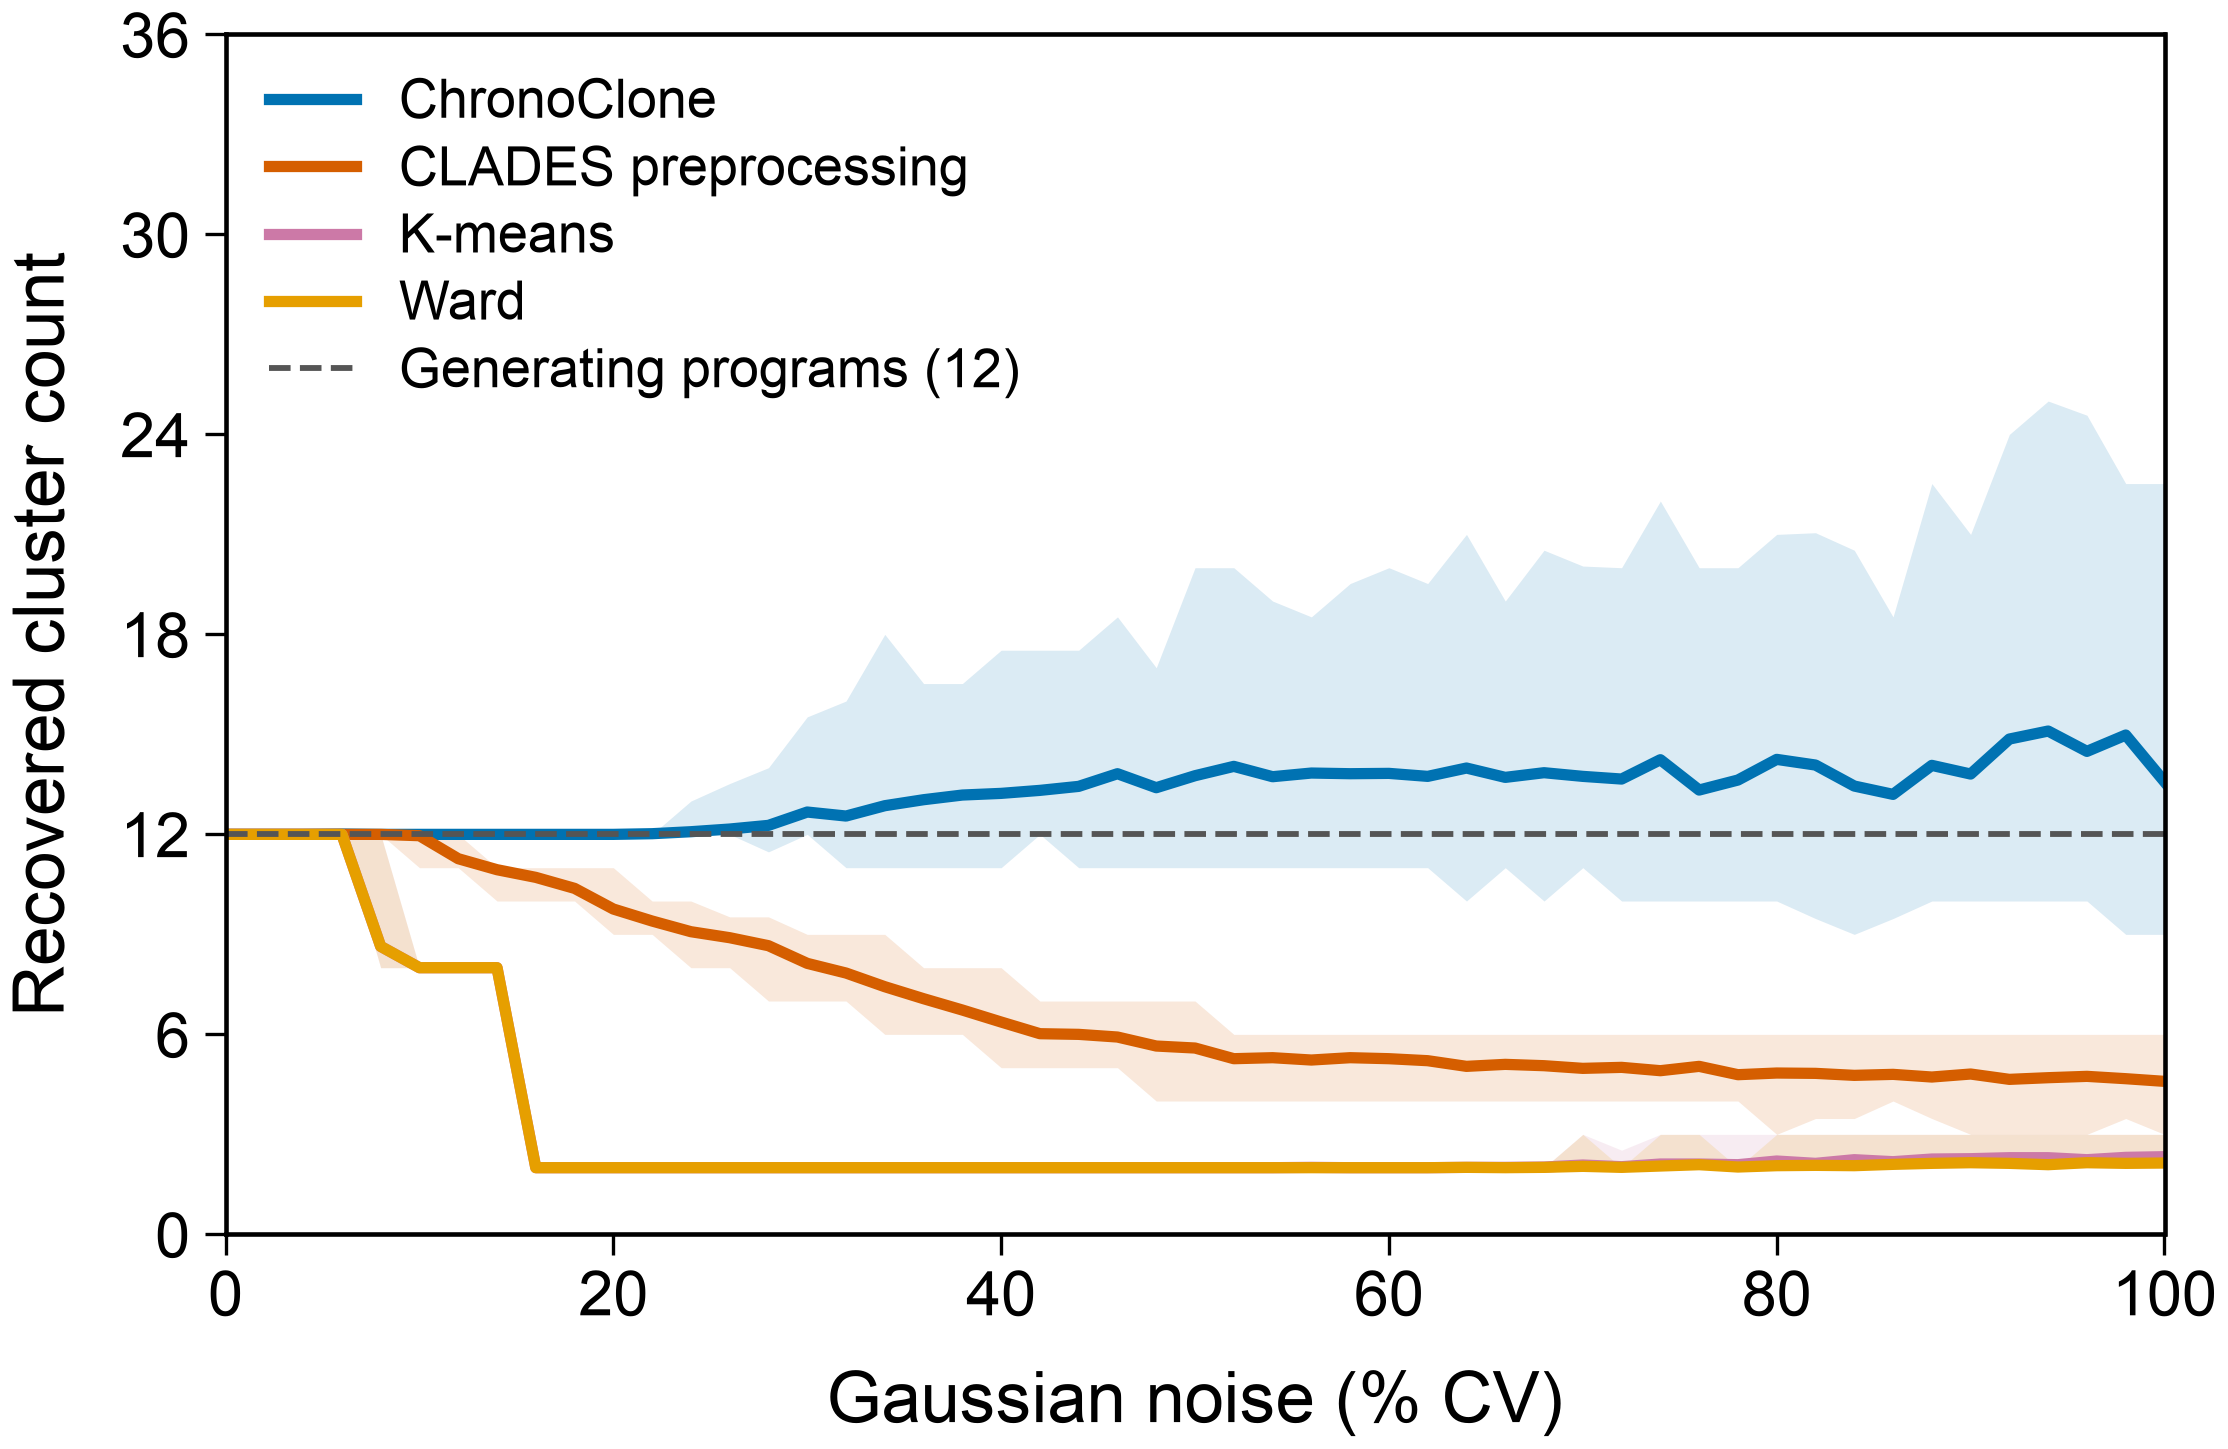 36
30
24
18
12
6
0
Recovered cluster count
ChronoClone
CLADES preprocessing
K-means
Ward
Generating programs (12)
0 20 40 60 80 100
Gaussian noise (% CV)